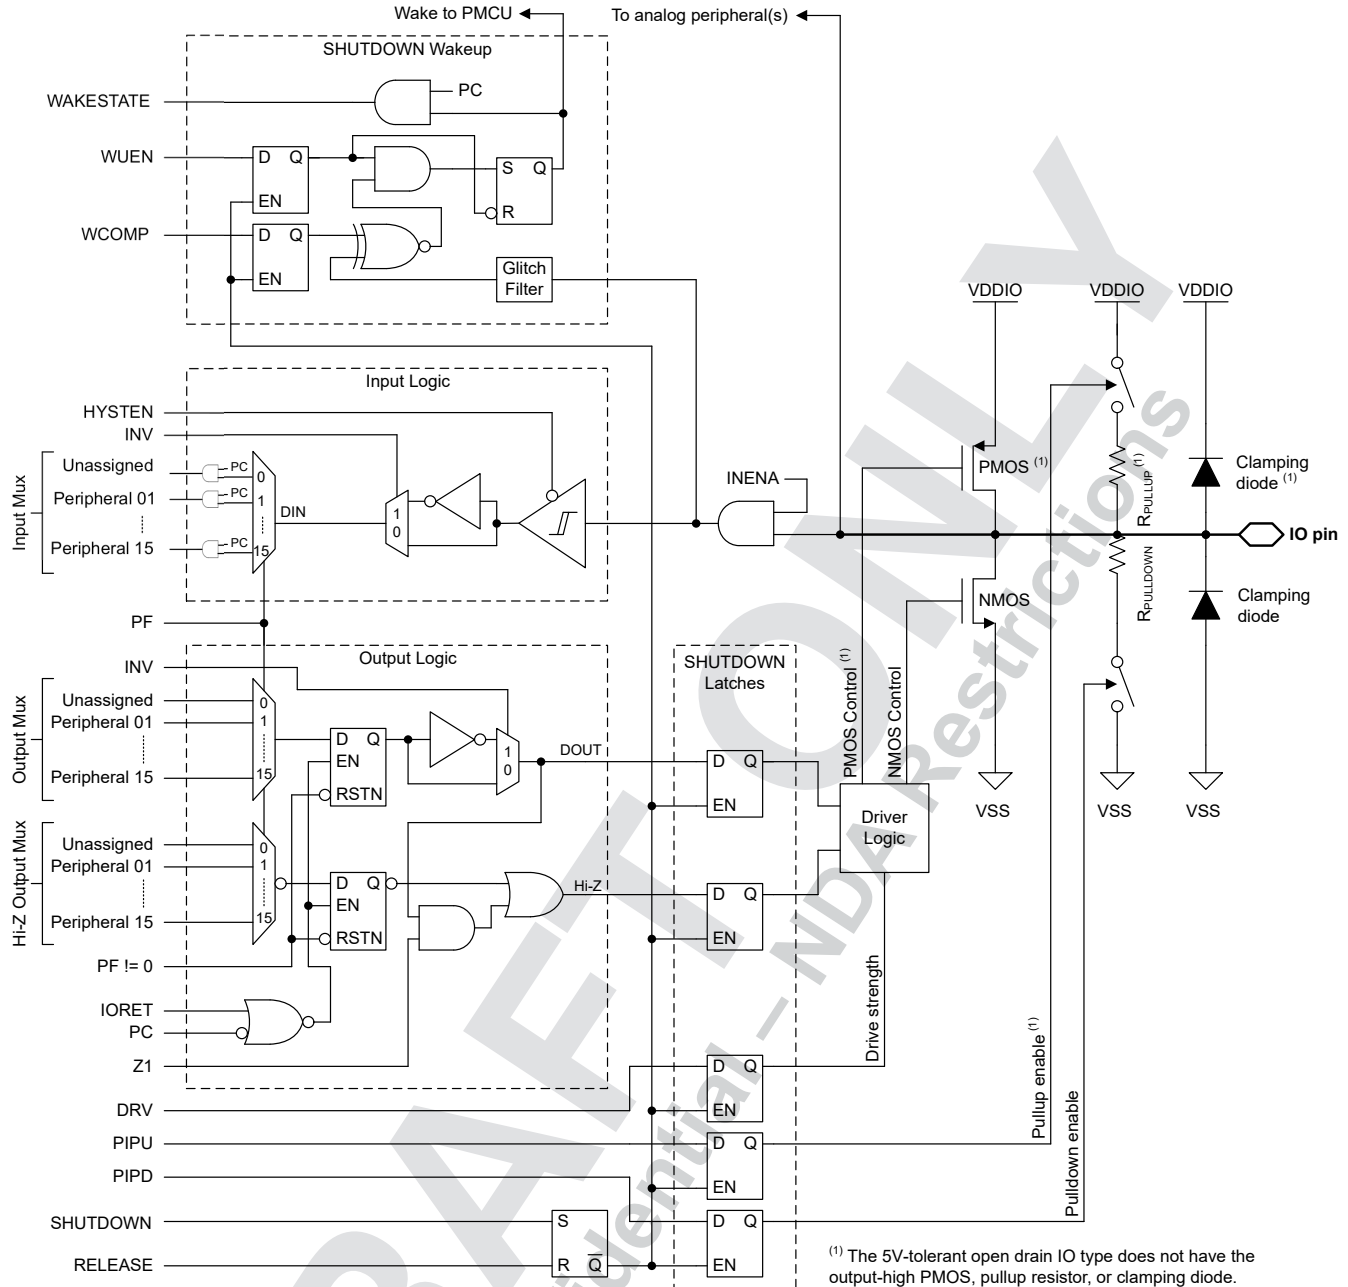 Wake to PMCU
To analog peripheral(s)
SHUTDOWN Wakeup
WAKESTATE
PC
WUEN
D Q
EN
S Q
R
WCOMP
D Q
EN
Glitch
Filter
VDDIO
VDDIO
VDDIO
Input Logic
HYSTEN
INV
Input Mux
Unassigned
PC
0
Peripheral 01
PC
1
Peripheral 15
PC
15
DIN
1
0
INENA
PMOS (1)
RPULLUP (1)
Clamping
diode (1)
IO pin
RPULLDOWN
NMOS
Clamping
diode
PF
Output Logic
INV
SHUTDOWN
Latches
PMOS Control (1)
NMOS Control
Output Mux
Unassigned
0
Peripheral 01
1
Peripheral 15
15
D Q
EN
RSTN
1
0
DOUT
D Q
EN
Driver
Logic
VSS
VSS
VSS
Hi-Z Output Mux
Unassigned
0
Peripheral 01
1
Peripheral 15
15
D Q
EN
RSTN
Hi-Z
D Q
EN
PF != 0
IORET
PC
Z1
Drive strength
D Q
EN
DRV
PIPU
D Q
EN
Pullup enable (1)
Pulldown enable
PIPD
SHUTDOWN
S
R Q
RELEASE
D Q
EN
(1) The 5V-tolerant open drain IO type does not have the
output-high PMOS, pullup resistor, or clamping diode.
RAFT ONLY
idential — NDA Restrictions